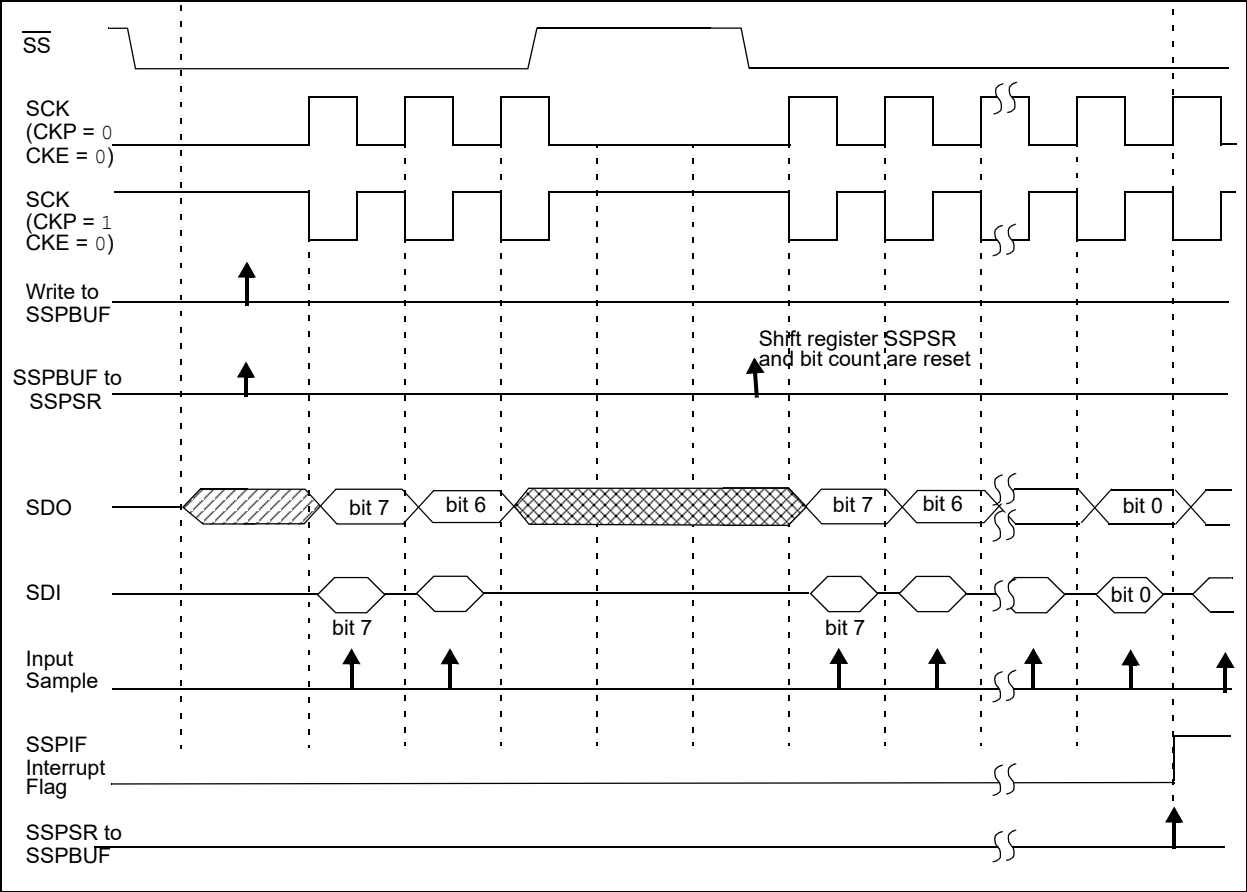 SS
SCK
(CKP = 0
CKE = 0)
SCK
(CKP = 1
CKE = 0)
Write to
SSPBUF
Shift register SSPSR
and bit count are reset
SSPBUF to
SSPSR
SDO
bit 7
bit 6
bit 7
bit 6
bit 0
SDI
bit 0
bit 7
bit 7
Input
Sample
SSPIF
Interrupt
Flag
SSPSR to
SSPBUF